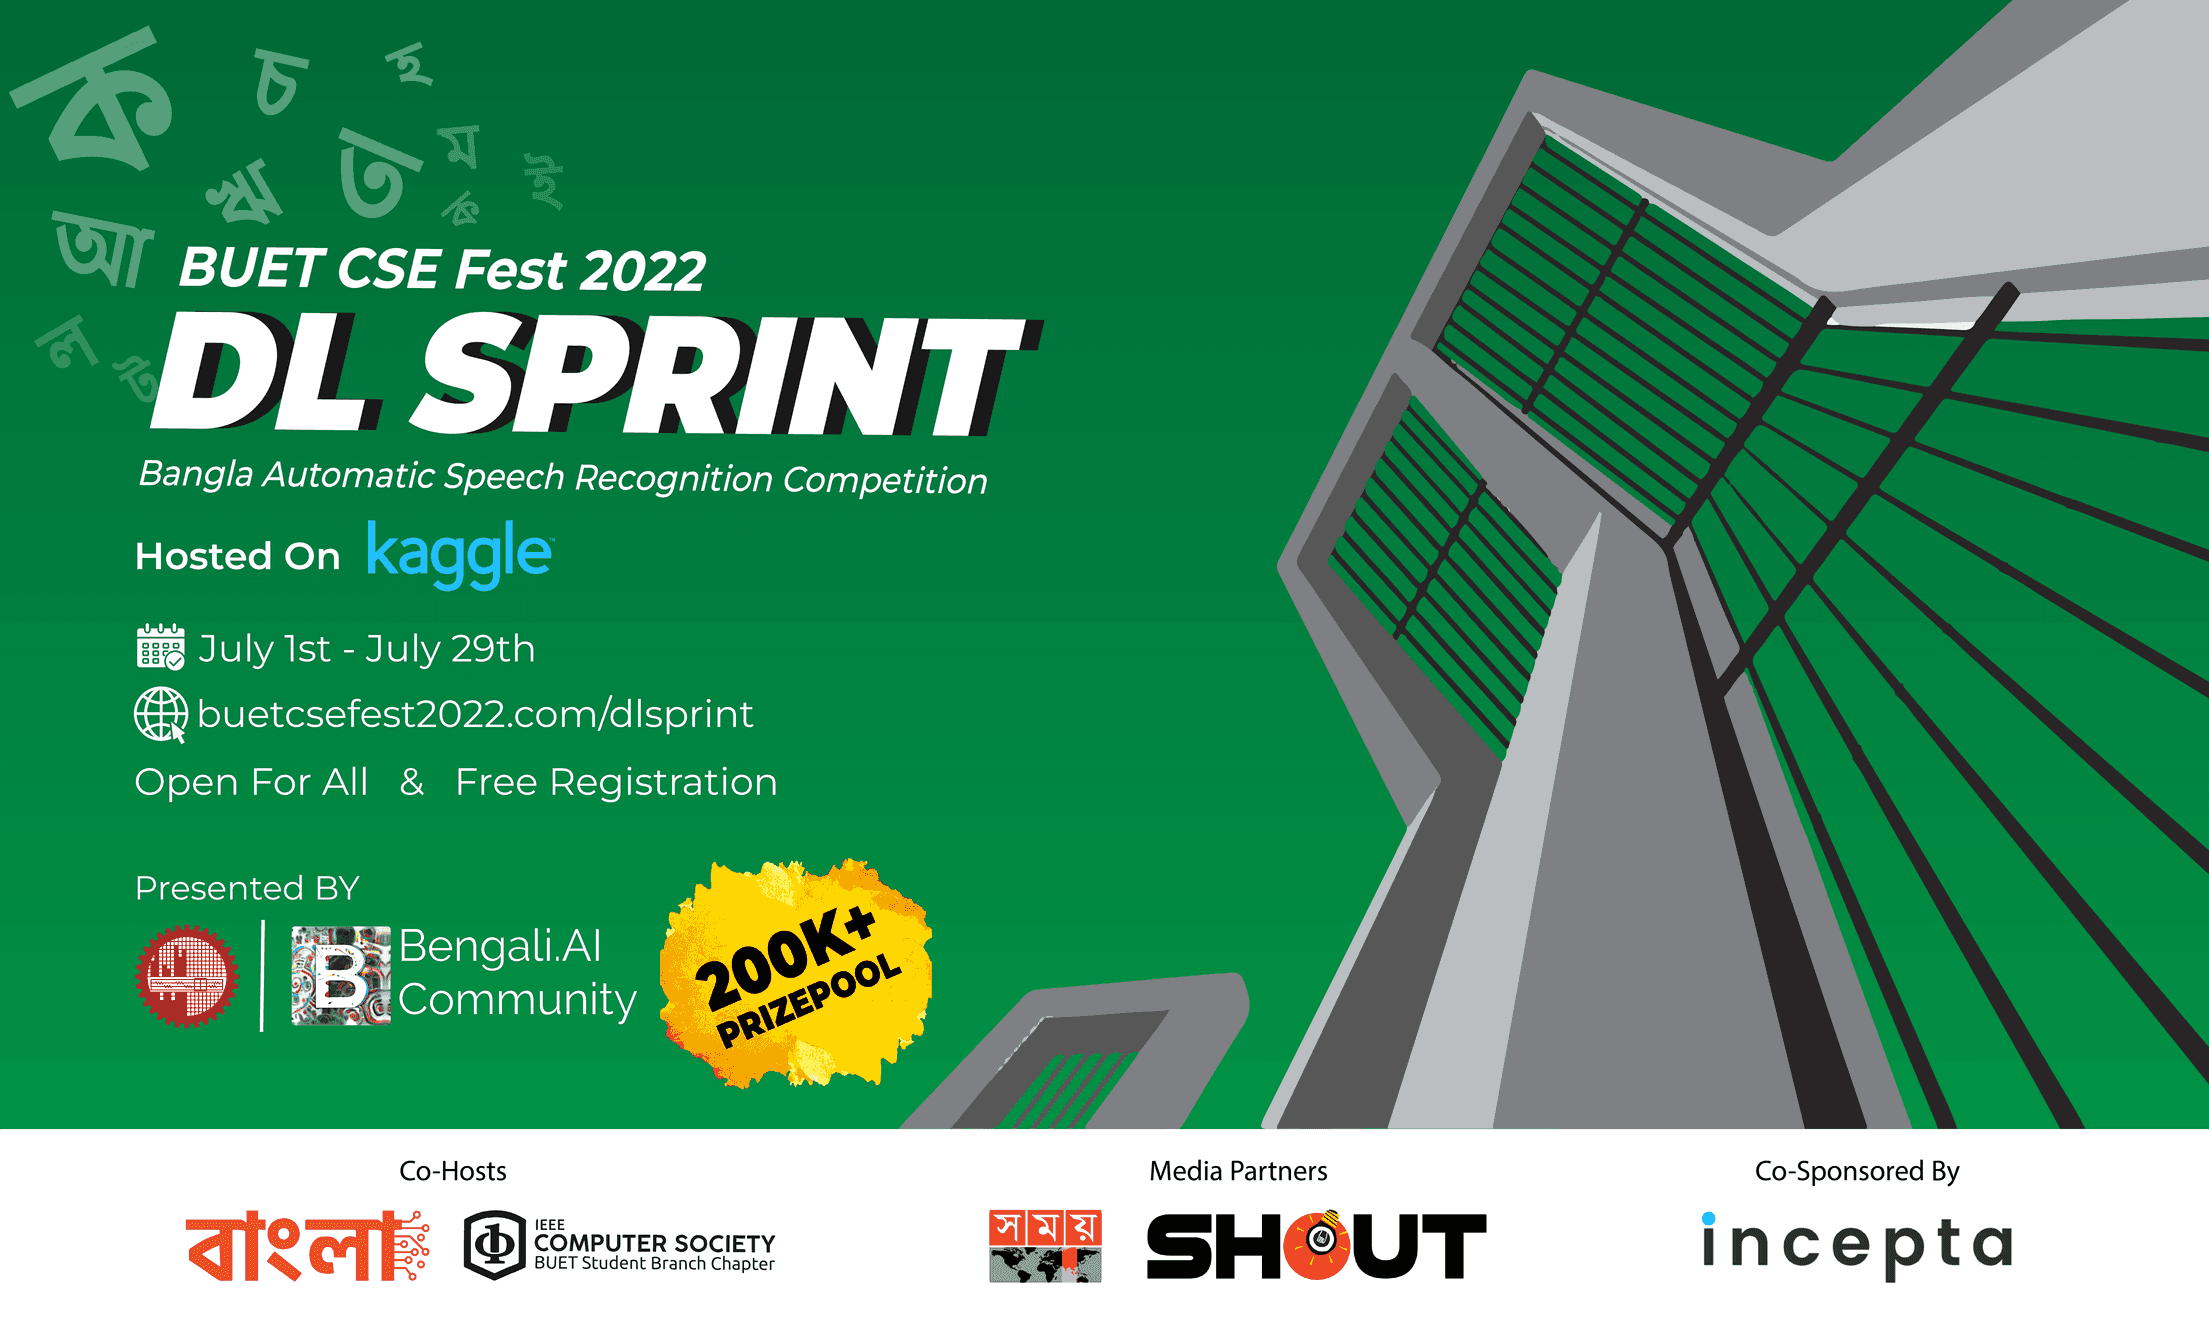 ক
চ
হ
ঋ
ত
ম
ক
ই
আ
ল
ট
BUET CSE Fest 2022
DL SPRINT
Bangla Automatic Speech Recognition Competition
Hosted On kaggle
July 1st - July 29th
buetcsefest2022.com/dlsprint
Open For All & Free Registration
Presented BY
B
Bengali.AI
Community
200K+
PRIZEPOOL
Co-Hosts
বাংলা
IEEE
COMPUTER SOCIETY
BUET Student Branch Chapter
Media Partners
সময়
SHOUT
Co-Sponsored By
incepta